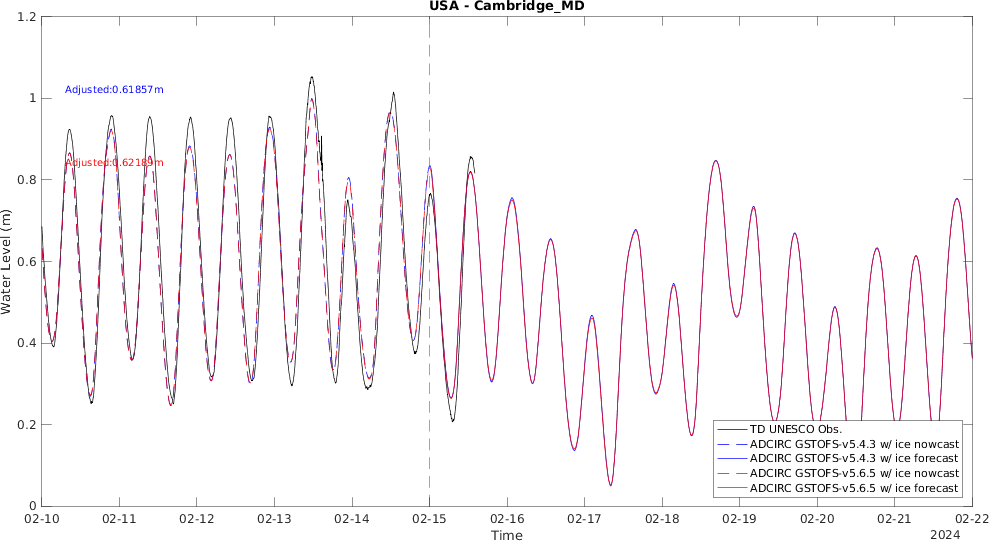 USA - Cambridge_MD
1.2
1
0.8
0.6
0.4
0.2
0
Water Level (m)
Adjusted:0.61857m
Adjusted:0.62189m
TD UNESCO Obs.
ADCIRC GSTOFS-v5.4.3 w/ ice nowcast
ADCIRC GSTOFS-v5.4.3 w/ ice forecast
ADCIRC GSTOFS-v5.6.5 w/ ice nowcast
ADCIRC GSTOFS-v5.6.5 w/ ice forecast
02-10 02-11 02-12 02-13 02-14 02-15 02-16 02-17 02-18 02-19 02-20 02-21 02-22
Time
2024